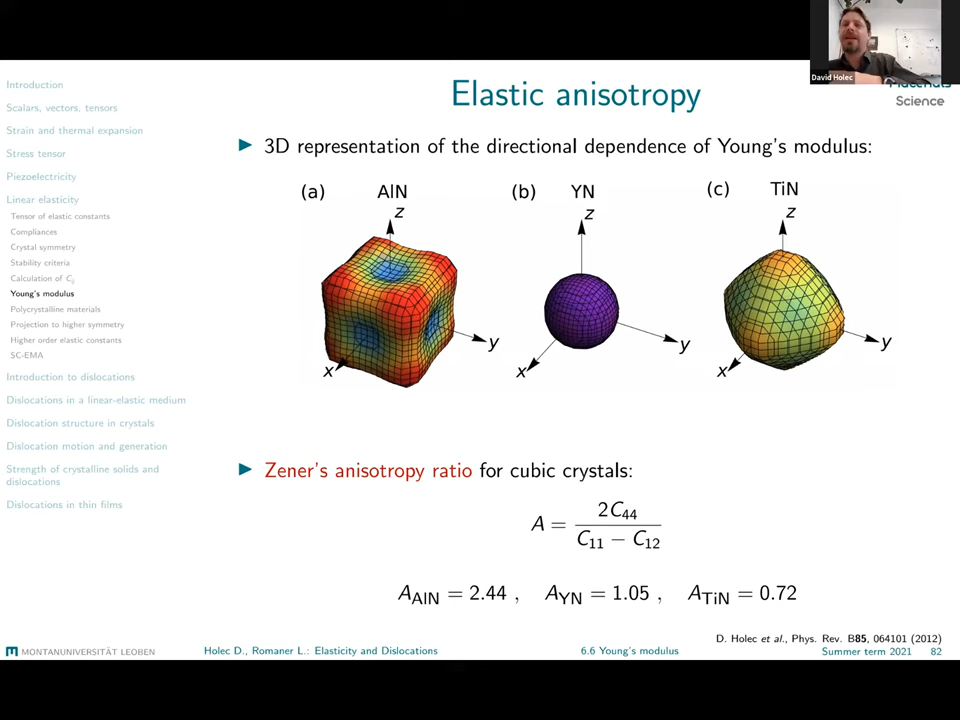 David Holec
Materials
Science
Introduction
Scalars, vectors, tensors
Strain and thermal expansion
Stress tensor
Piezoelectricity
Linear elasticity
Tensor of elastic constants
Compliances
Crystal symmetry
Stability criteria
Calculation of Cij
Young's modulus
Polycrystalline materials
Projection to higher symmetry
Higher order elastic constants
SC-EMA
Introduction to dislocations
Dislocations in a linear-elastic medium
Dislocation structure in crystals
Dislocation motion and generation
Strength of crystalline solids and
dislocations
Dislocations in thin films
Elastic anisotropy
▶ 3D representation of the directional dependence of Young's modulus:
(a) AlN (b) YN (c) TiN
z z z
y y y
x x x
▶ Zener's anisotropy ratio for cubic crystals:
A = 2C44 / (C11 − C12)
AAlN = 2.44 , AYN = 1.05 , ATiN = 0.72
D. Holec et al., Phys. Rev. B85, 064101 (2012)
MONTANUNIVERSITÄT LEOBEN Holec D., Romaner L.: Elasticity and Dislocations 6.6 Young's modulus Summer term 2021 82